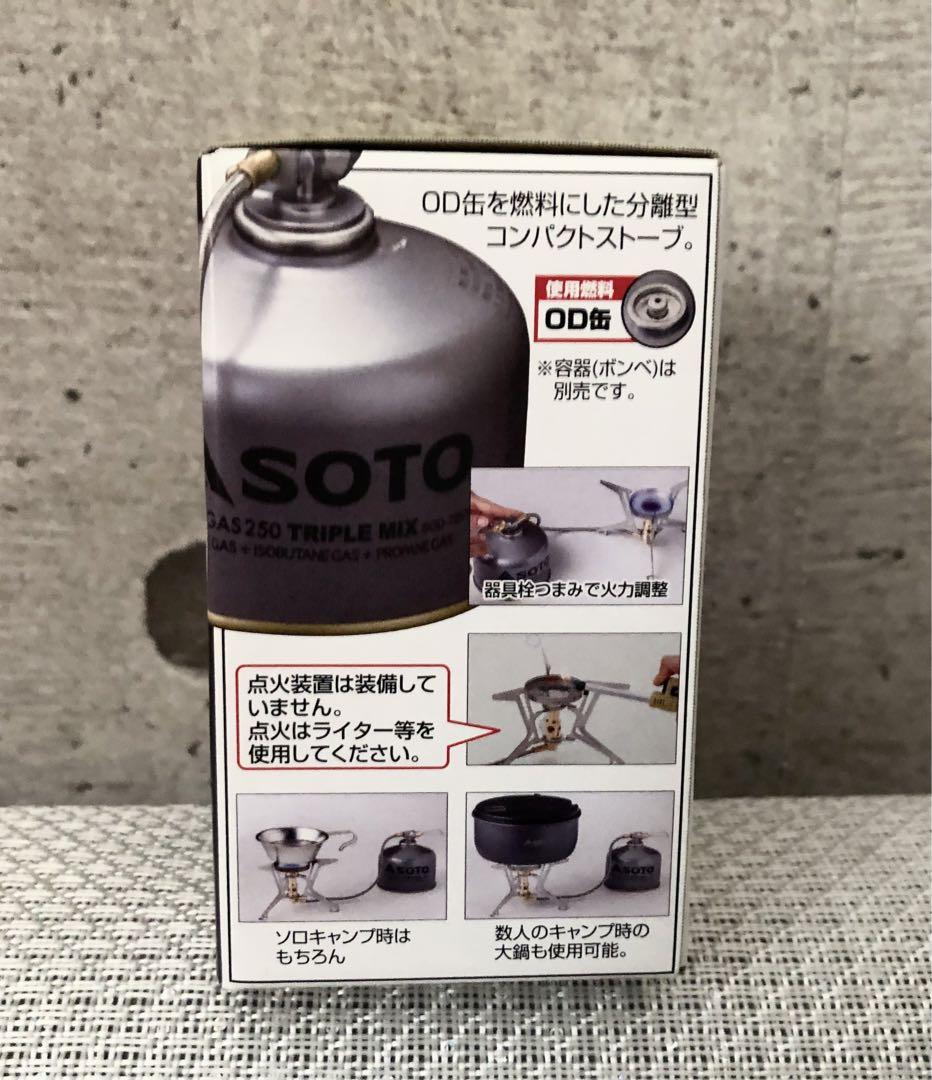 OD缶を燃料にした分離型
コンパクトストーブ。
使用燃料
OD缶
※容器(ボンベ)は
別売です。
SOTO
GAS 250 TRIPLE MIX
GAS + ISOBUTANE GAS + PROPANE GAS
SOTO
器具栓つまみで火力調整
点火装置は装備して
いません。
点火はライター等を
使用してください。
SOTO
SOTO
ソロキャンプ時は
もちろん
数人のキャンプ時の
大鍋も使用可能。